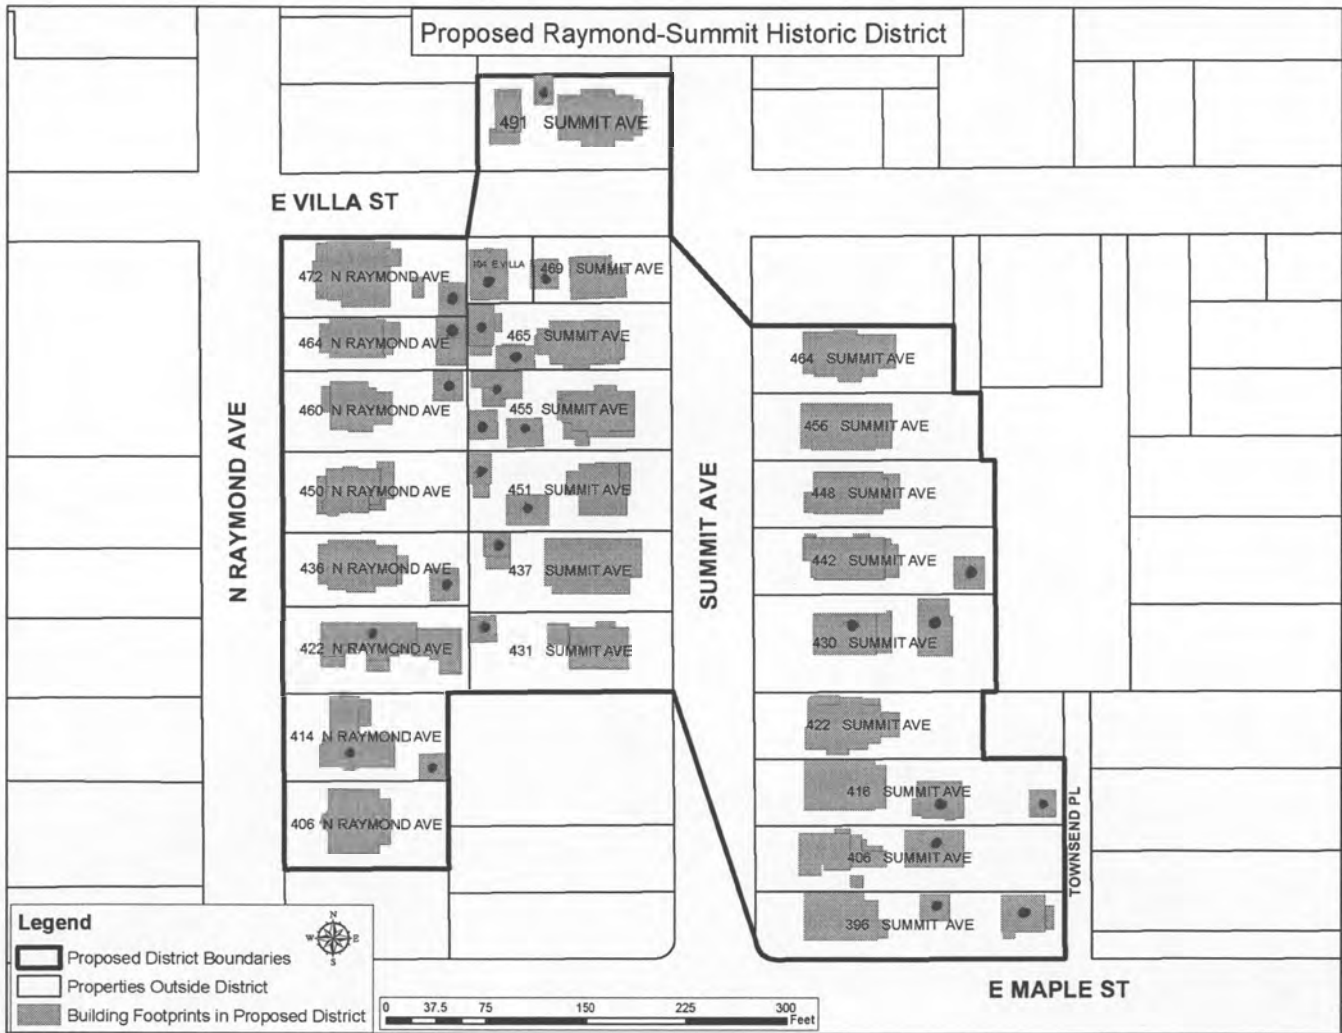 Proposed Raymond-Summit Historic District
491 SUMMIT AVE
E VILLA ST
472 N RAYMOND AVE
E VILLA
469 SUMMIT AVE
464 N RAYMOND AVE
465 SUMMIT AVE
464 SUMMIT AVE
460 N RAYMOND AVE
455 SUMMIT AVE
456 SUMMIT AVE
N RAYMOND AVE
SUMMIT AVE
450 N RAYMOND AVE
451 SUMMIT AVE
448 SUMMIT AVE
436 N RAYMOND AVE
437 SUMMIT AVE
442 SUMMIT AVE
422 N RAYMOND AVE
431 SUMMIT AVE
430 SUMMIT AVE
414 N RAYMOND AVE
422 SUMMIT AVE
416 SUMMIT AVE
TOWNSEND PL
406 N RAYMOND AVE
406 SUMMIT AVE
396 SUMMIT AVE
Legend
N
W E
S
Proposed District Boundaries
Properties Outside District
Building Footprints in Proposed District
0 37.5 75 150 225 300
Feet
E MAPLE ST